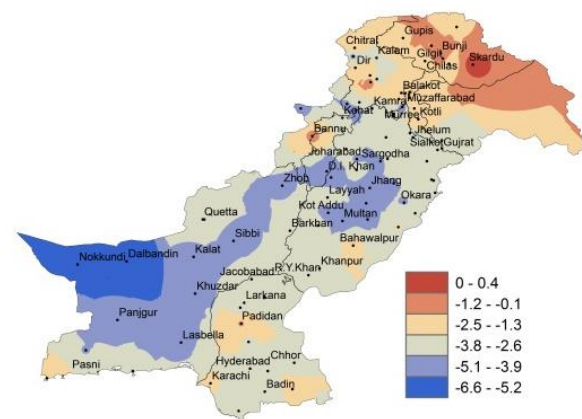 Gupis
Chitral
Bunji
Kalam
Gilgit
Skardu
Dir
Chilas
Balakot
Kamra
Muzaffarabad
Kohat
Murree
Kotli
Bannu
Jhelum
Joharabad
Sialkot
Gujrat
Sargodha
D.I. Khan
Zhob
Jhang
Layyah
Okara
Kot Addu
Quetta
Multan
Barkhan
Sibbi
Bahawalpur
Kalat
Nokkundi
Dalbandin
Khanpur
R.Y.Khan
Jacobabad
Khuzdar
Larkana
Panjgur
Padidan
Lasbella
Pasni
Hyderabad
Chhor
Karachi
Badin
0 - 0.4
-1.2 - -0.1
-2.5 - -1.3
-3.8 - -2.6
-5.1 - -3.9
-6.6 - -5.2